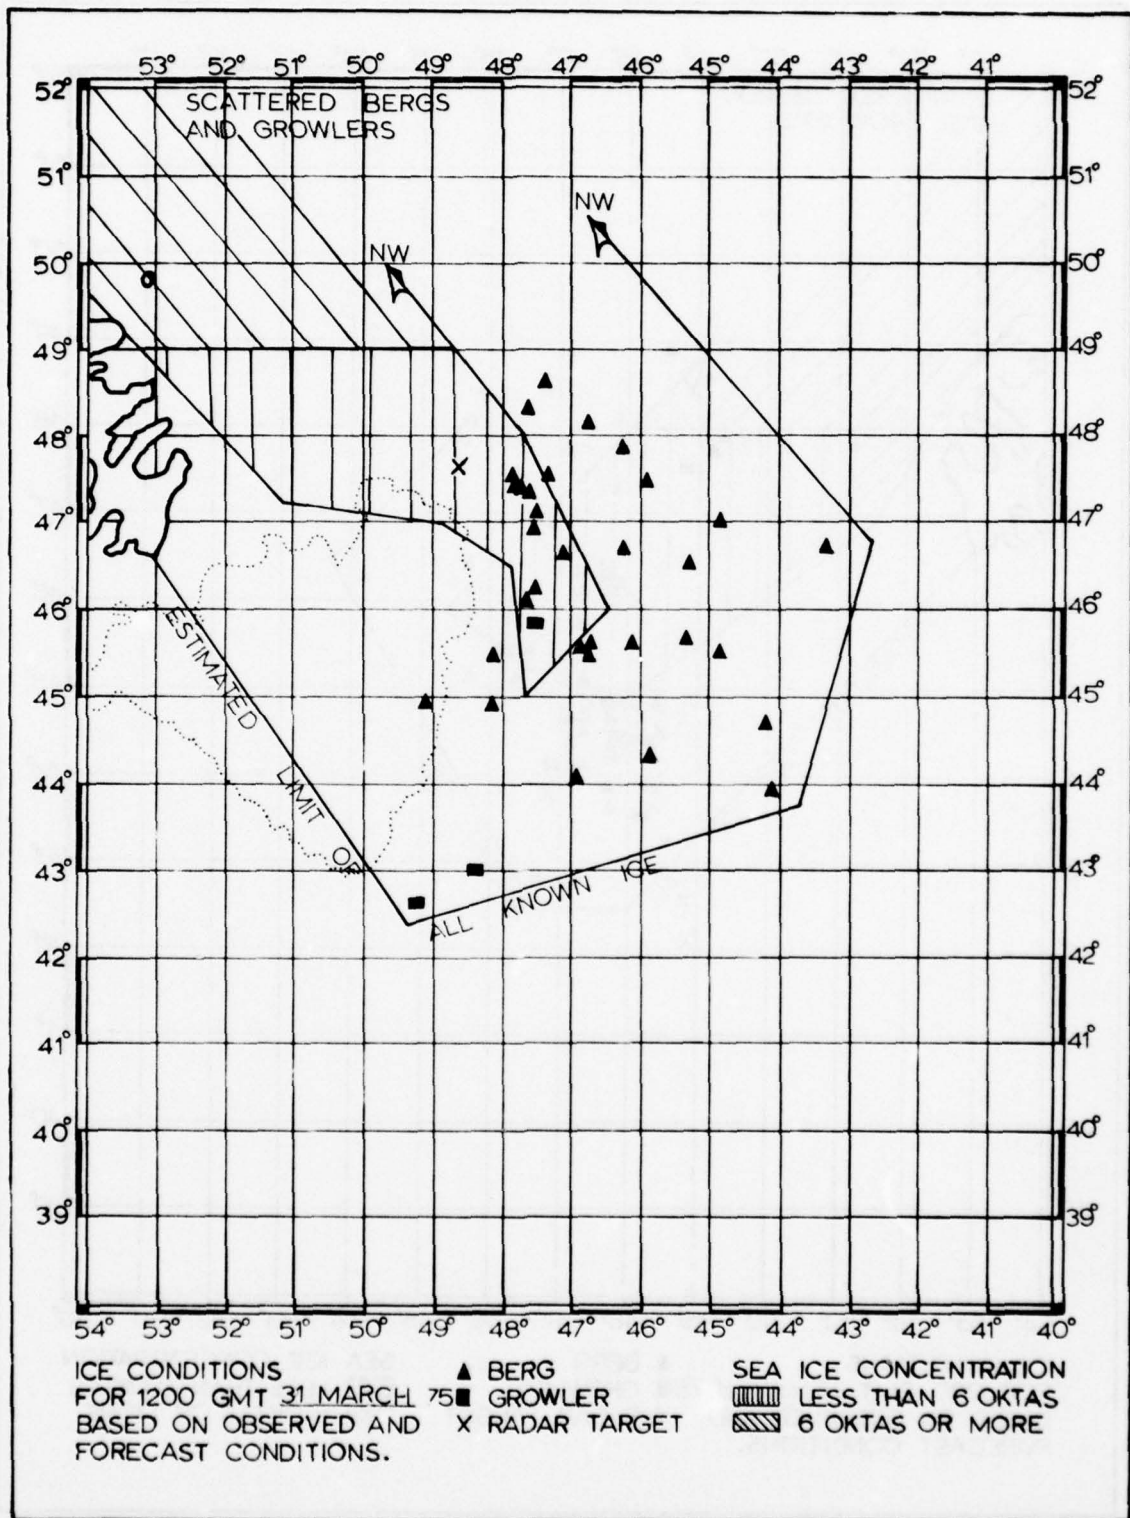 53° 52° 51° 50° 49° 48° 47° 46° 45° 44° 43° 42° 41°
52° 52°
SCATTERED BERGS
AND GROWLERS
51° 51°
NW
NW
50° 50°
49° 49°
48° 48°
47° 47°
46° 46°
45° 45°
44° 44°
43° 43°
ESTIMATED LIMIT OF ALL KNOWN ICE
42° 42°
41° 41°
40° 40°
39° 39°
54° 53° 52° 51° 50° 49° 48° 47° 46° 45° 44° 43° 42° 41° 40°
ICE CONDITIONS
FOR 1200 GMT 31 MARCH 75
BASED ON OBSERVED AND
FORECAST CONDITIONS.
BERG
GROWLER
X RADAR TARGET
SEA ICE CONCENTRATION
LESS THAN 6 OKTAS
6 OKTAS OR MORE